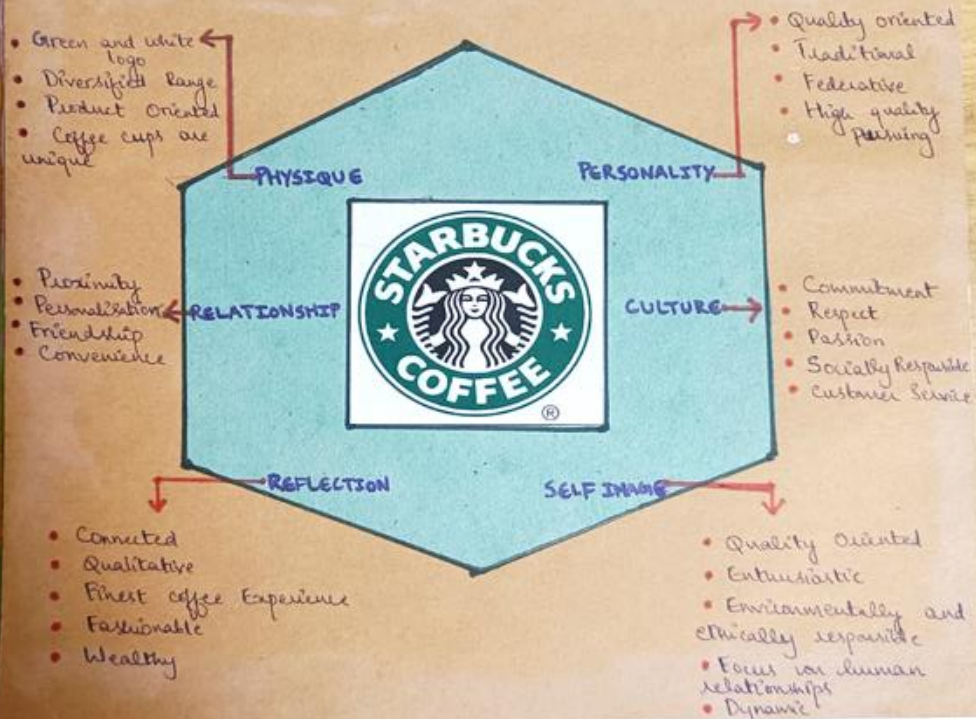 • Green and white
logo
• Diversified Range
• Product Oriented
• Coffee cups are
unique
PHYSIQUE
• Quality oriented
• Traditional
• Federative
• High quality
pursuing
PERSONALITY
• Proximity
• Personalisation
• Friendship
• Convenience
RELATIONSHIP
STARBUCKS
COFFEE
®
CULTURE
• Commitment
• Respect
• Passion
• Socially Responsible
• Customer Service
REFLECTION
• Connected
• Qualitative
• Finest coffee Experience
• Fashionable
• Wealthy
SELF IMAGE
• Quality Oriented
• Enthusiastic
• Environmentally and
ethically responsible
• Focus on human
relationships
• Dynamic